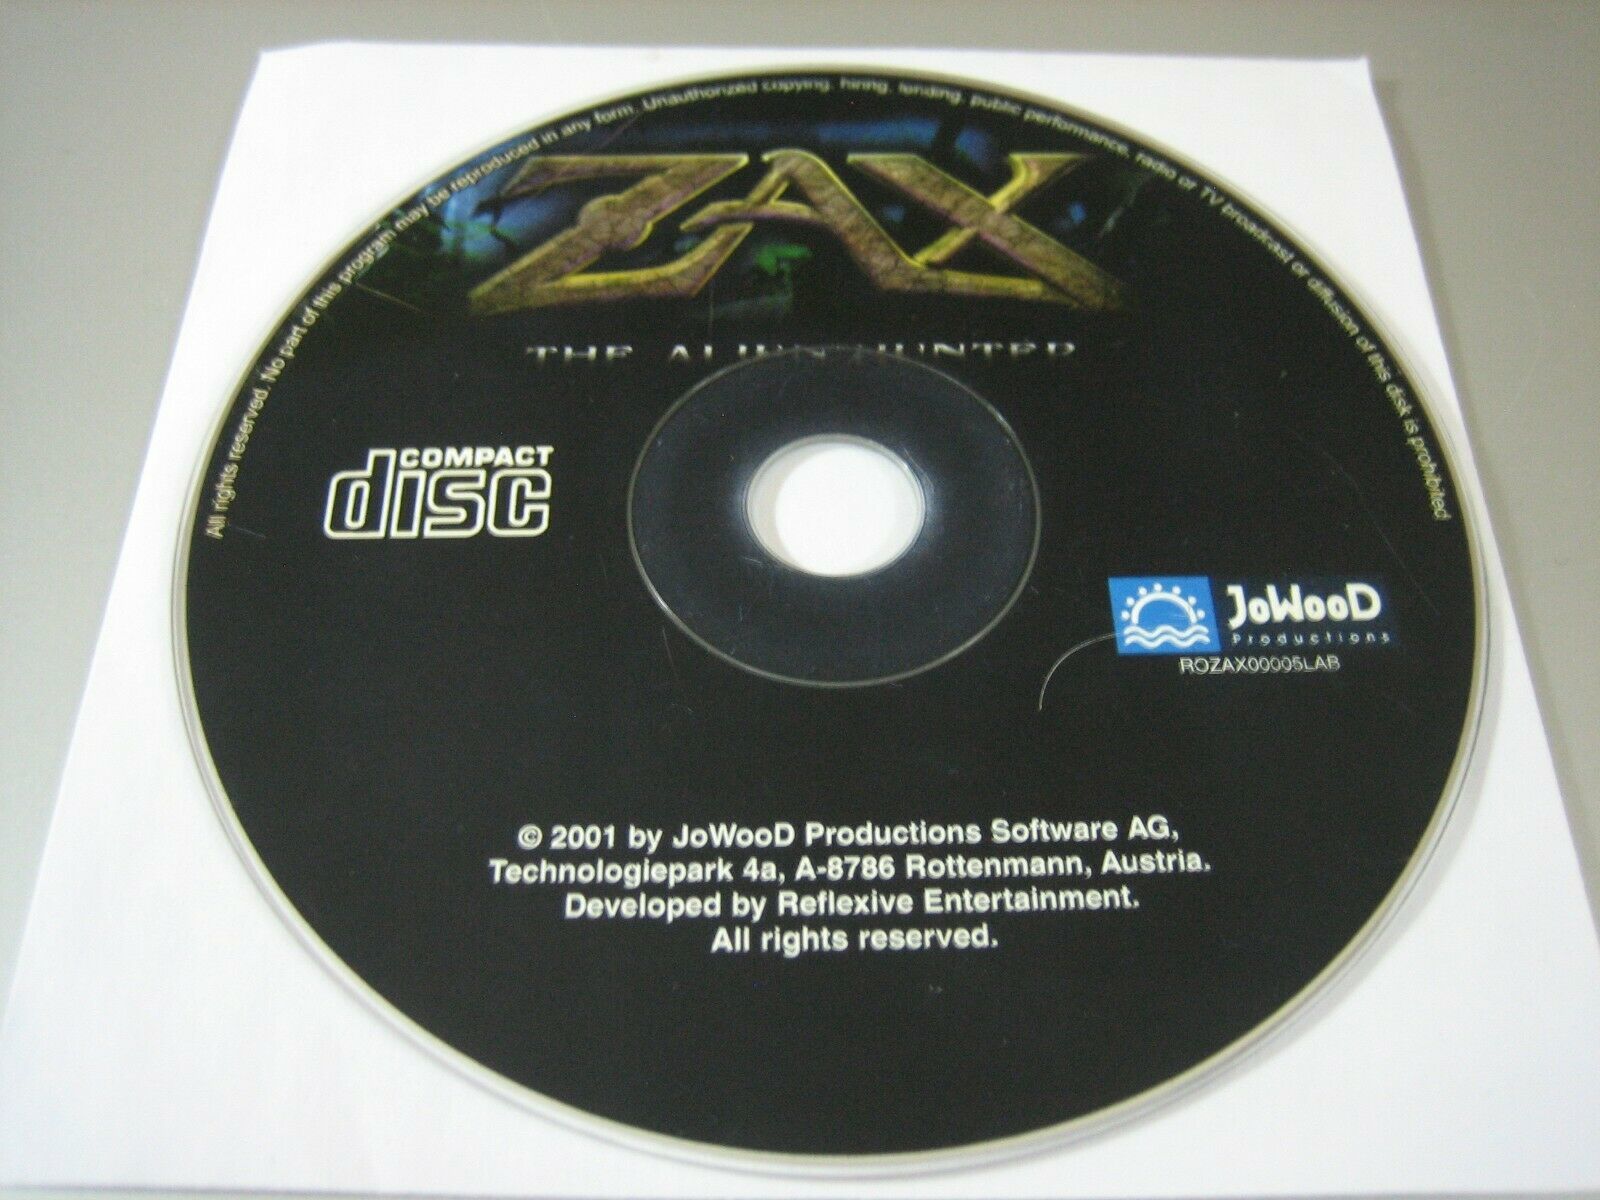 All rights reserved. No part of this program may be reproduced in any form. Unauthorized copying, hiring, lending, public performance, radio or TV broadcast or diffusion of this disk is prohibited
ZAX
THE ALIEN HUNTED
COMPACT
disc
JoWooD
Productions
ROZAX00005LAB
© 2001 by JoWooD Productions Software AG,
Technologiepark 4a, A-8786 Rottenmann, Austria.
Developed by Reflexive Entertainment.
All rights reserved.